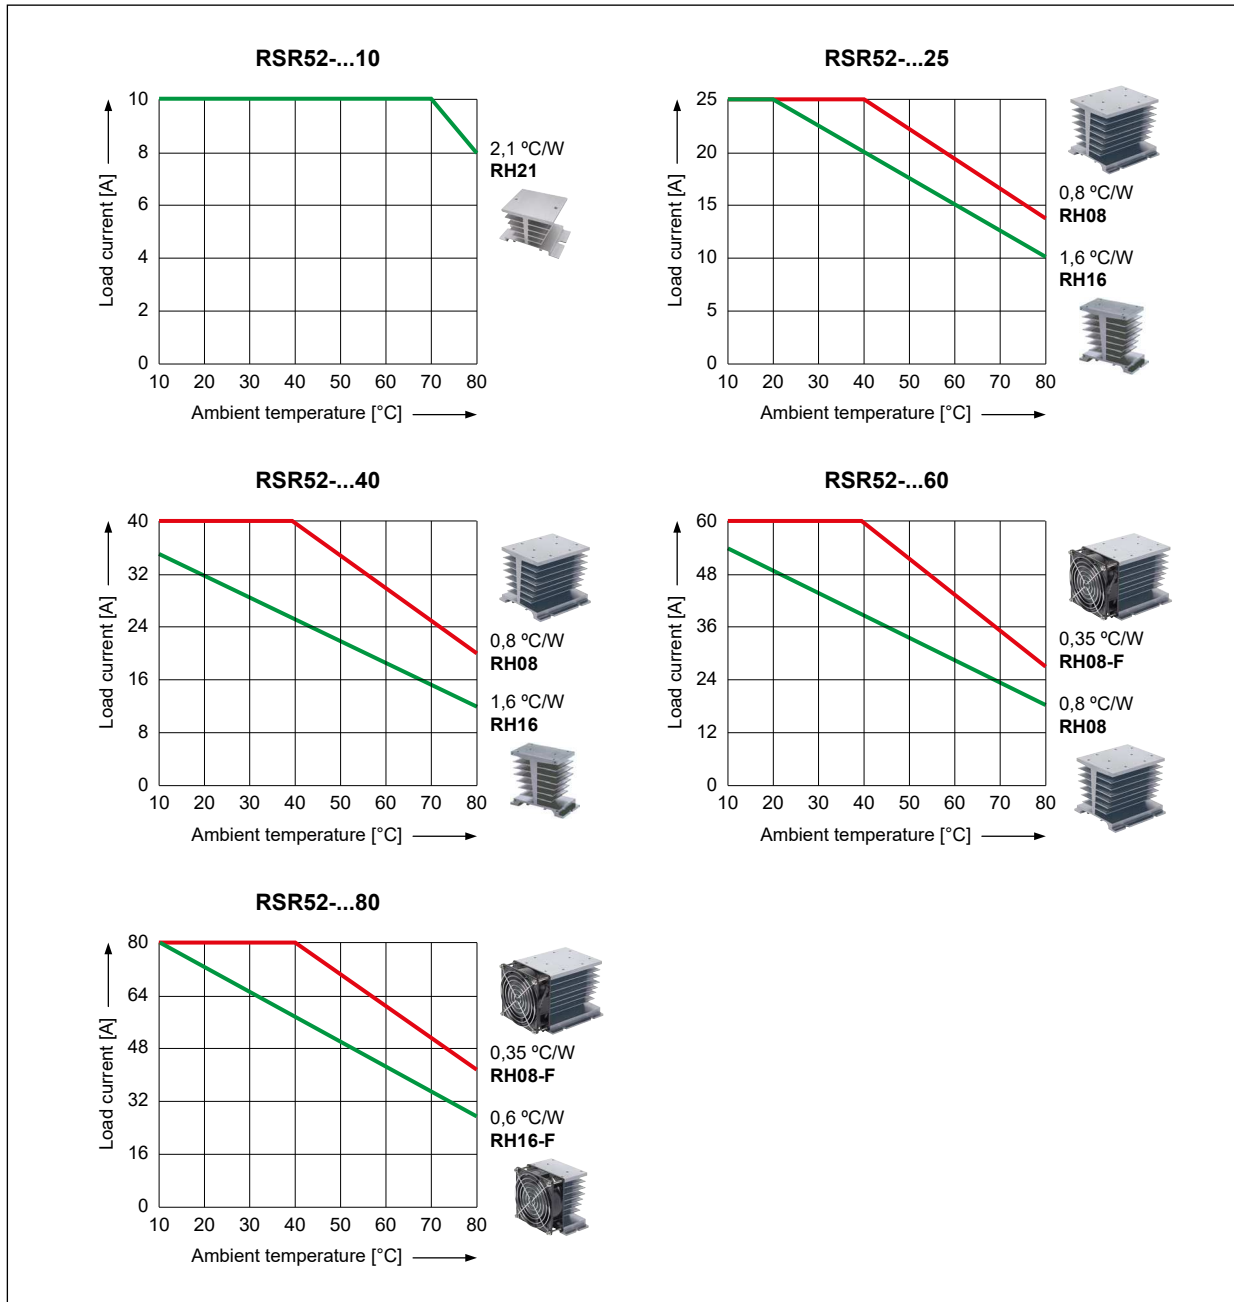 RSR52-...10
Load current [A]
10
8
6
4
2
0
10 20 30 40 50 60 70 80
Ambient temperature [°C]
2,1 ºC/W
RH21
RSR52-...25
Load current [A]
25
20
15
10
5
0
10 20 30 40 50 60 70 80
Ambient temperature [°C]
0,8 ºC/W
RH08
1,6 ºC/W
RH16
RSR52-...40
Load current [A]
40
32
24
16
8
0
10 20 30 40 50 60 70 80
Ambient temperature [°C]
0,8 ºC/W
RH08
1,6 ºC/W
RH16
RSR52-...60
Load current [A]
60
48
36
24
12
0
10 20 30 40 50 60 70 80
Ambient temperature [°C]
0,35 ºC/W
RH08-F
0,8 ºC/W
RH08
RSR52-...80
Load current [A]
80
64
48
32
16
0
10 20 30 40 50 60 70 80
Ambient temperature [°C]
0,35 ºC/W
RH08-F
0,6 ºC/W
RH16-F